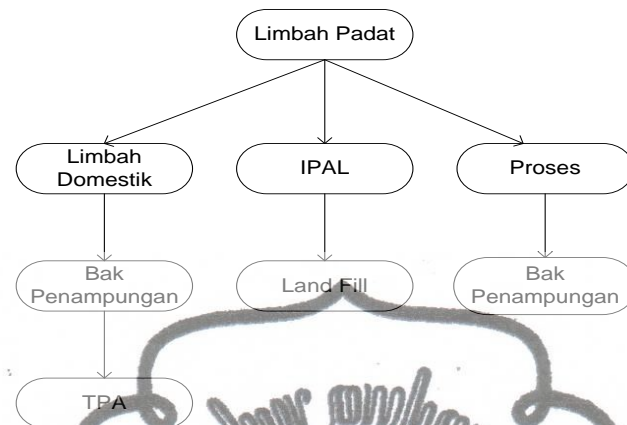 Limbah Padat
Limbah
Domestik
IPAL
Proses
Bak
Penampungan
Land Fill
Bak
Penampungan
TPA